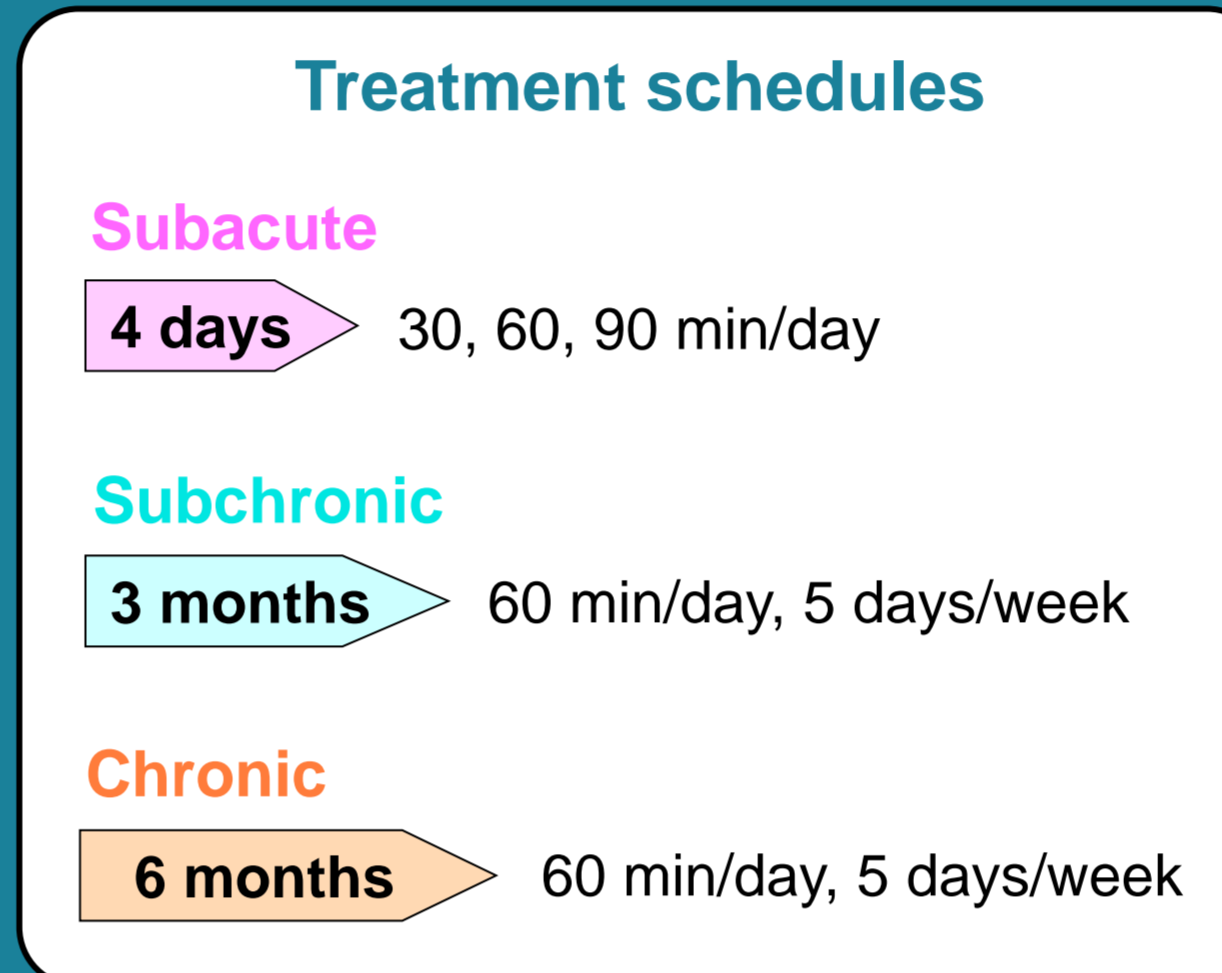 Treatment schedules
Subacute
4 days 30, 60, 90 min/day
Subchronic
3 months 60 min/day, 5 days/week
Chronic
6 months 60 min/day, 5 days/week